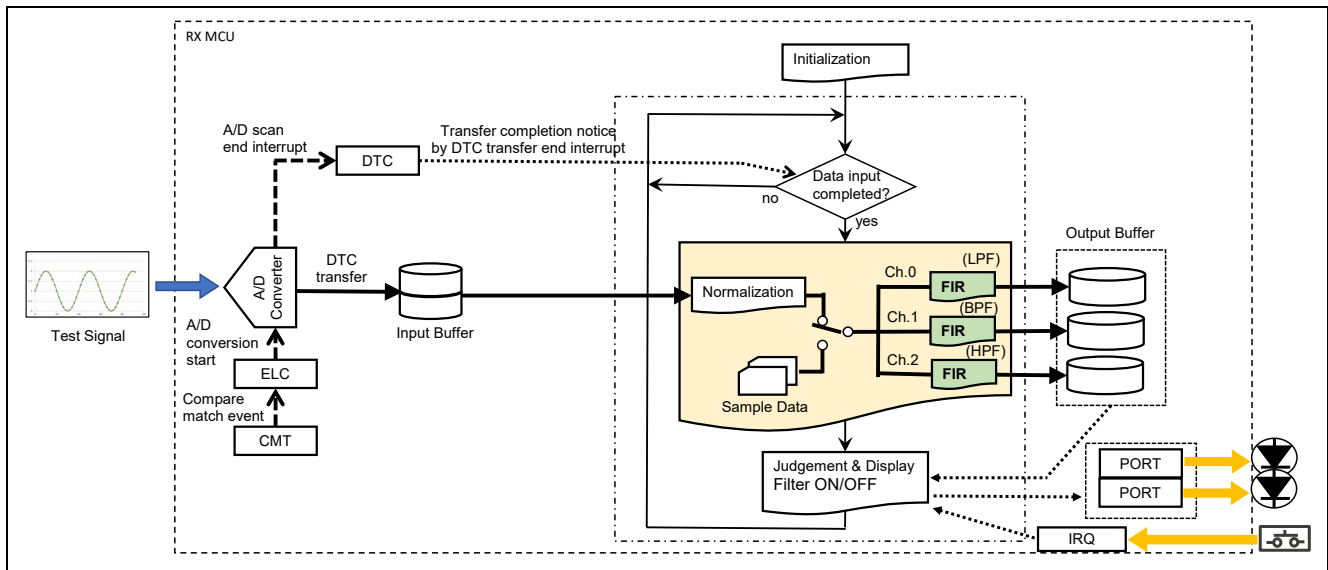 RX MCU
Initialization
A/D scan
end interrupt
DTC
Transfer completion notice
by DTC transfer end interrupt
Data input
completed?
no
yes
Test Signal
A/D
Converter
DTC
transfer
Input Buffer
A/D
conversion
start
ELC
Compare
match event
CMT
Normalization
Sample Data
Ch.0
FIR
(LPF)
Ch.1
FIR
(BPF)
Ch.2
FIR
(HPF)
Output Buffer
Judgement & Display
Filter ON/OFF
PORT
PORT
IRQ